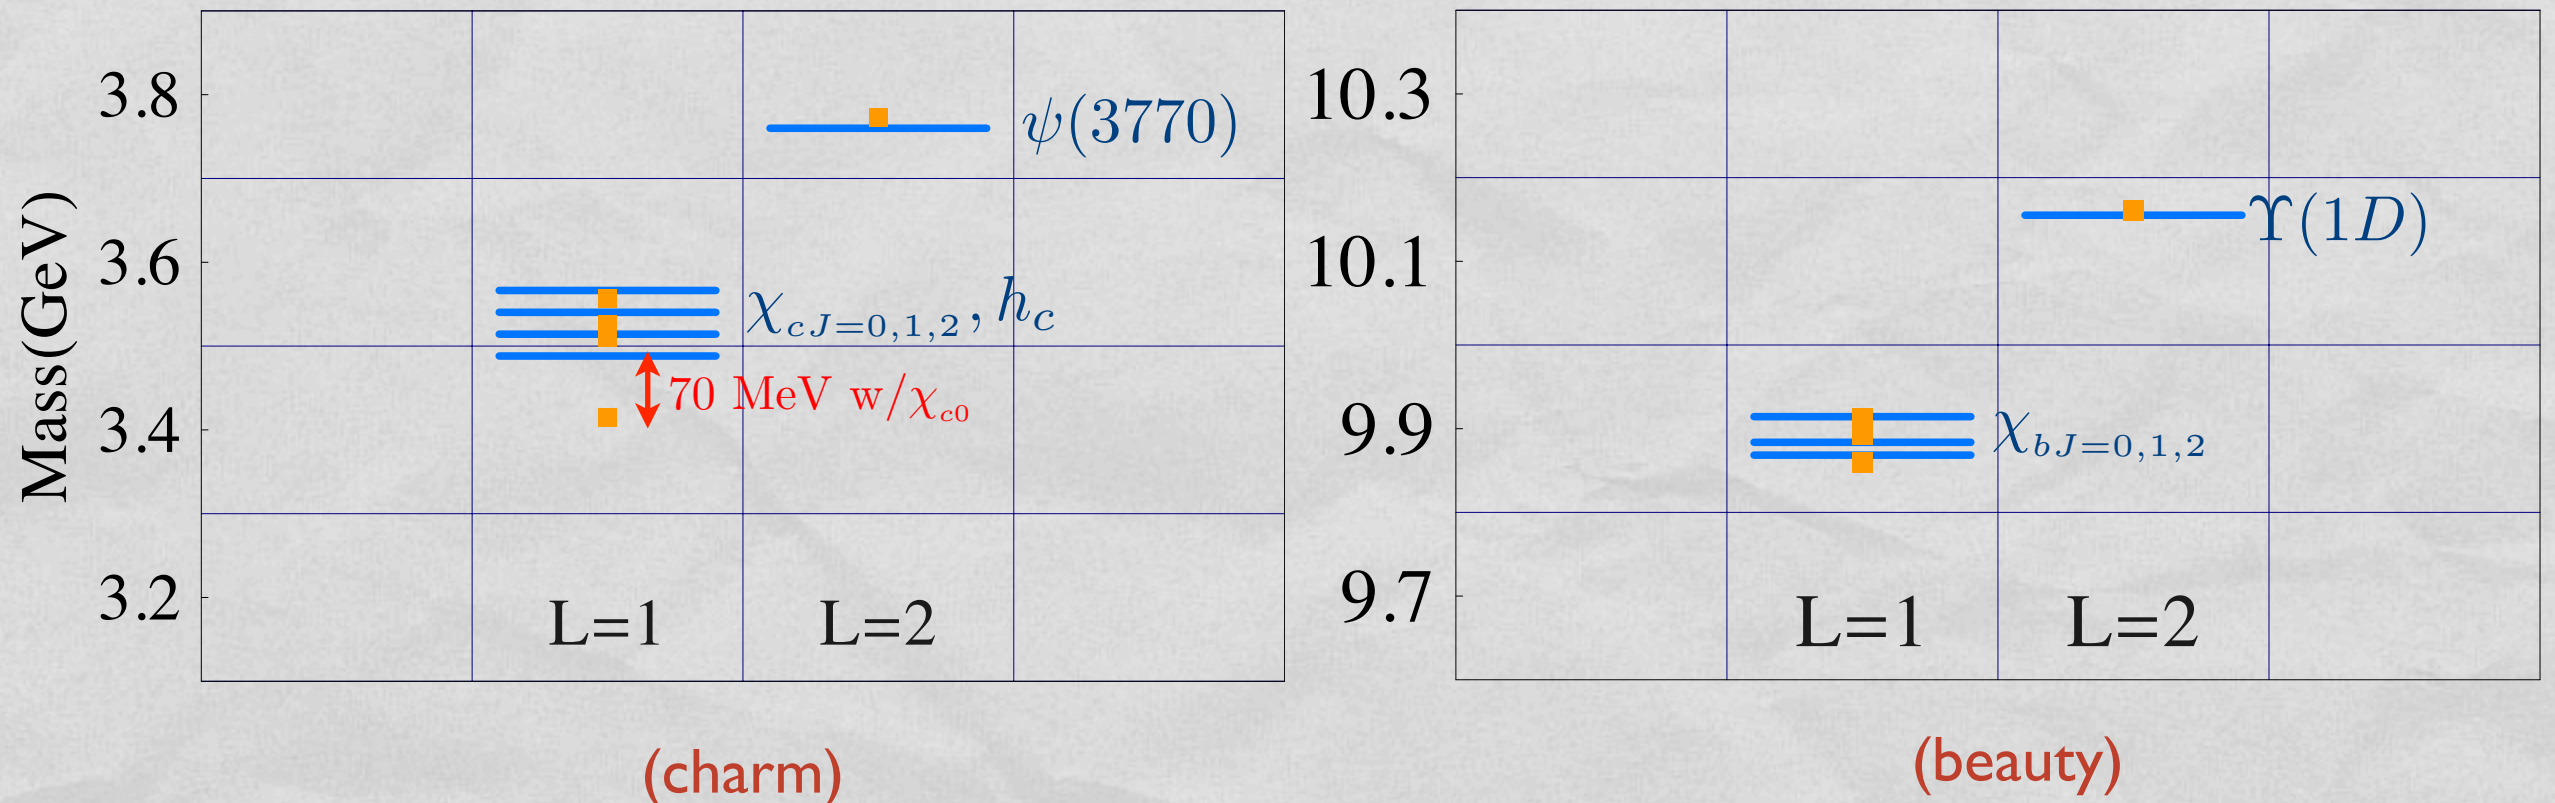 Mass(GeV)
3.8
3.6
3.4
3.2
ψ(3770)
χcJ=0,1,2, hc
70 MeV w/χc0
L=1 L=2
(charm)
10.3
10.1
9.9
9.7
ϒ(1D)
χbJ=0,1,2
L=1 L=2
(beauty)